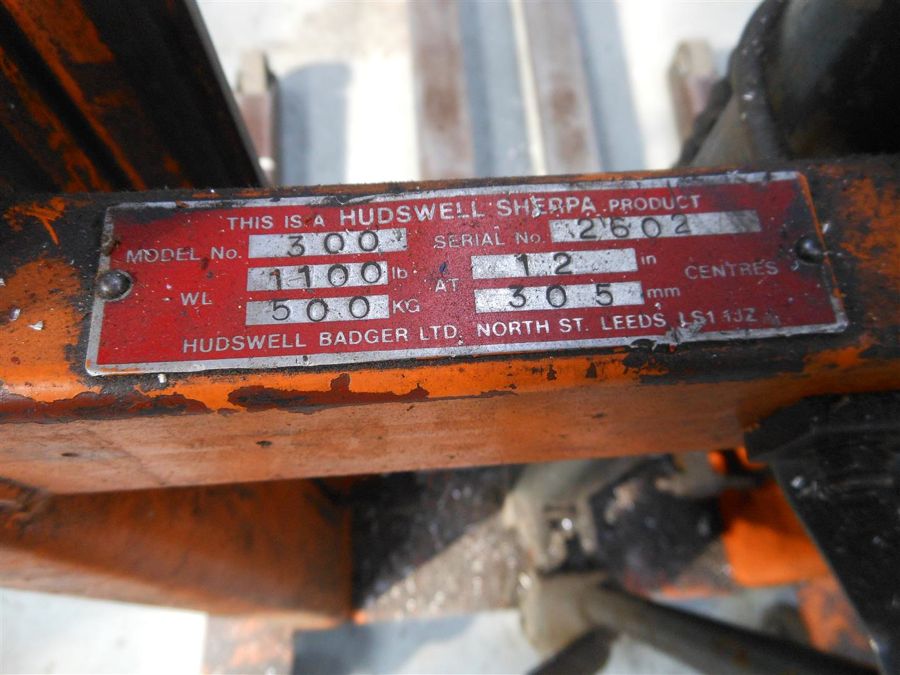 THIS IS A HUDSWELL SHERPA PRODUCT
MODEL No. 300 SERIAL No. 2602
WL 1100 lb AT 12 in CENTRES
500 KG 305 mm
HUDSWELL BADGER LTD. NORTH ST. LEEDS. LS1 1JZ